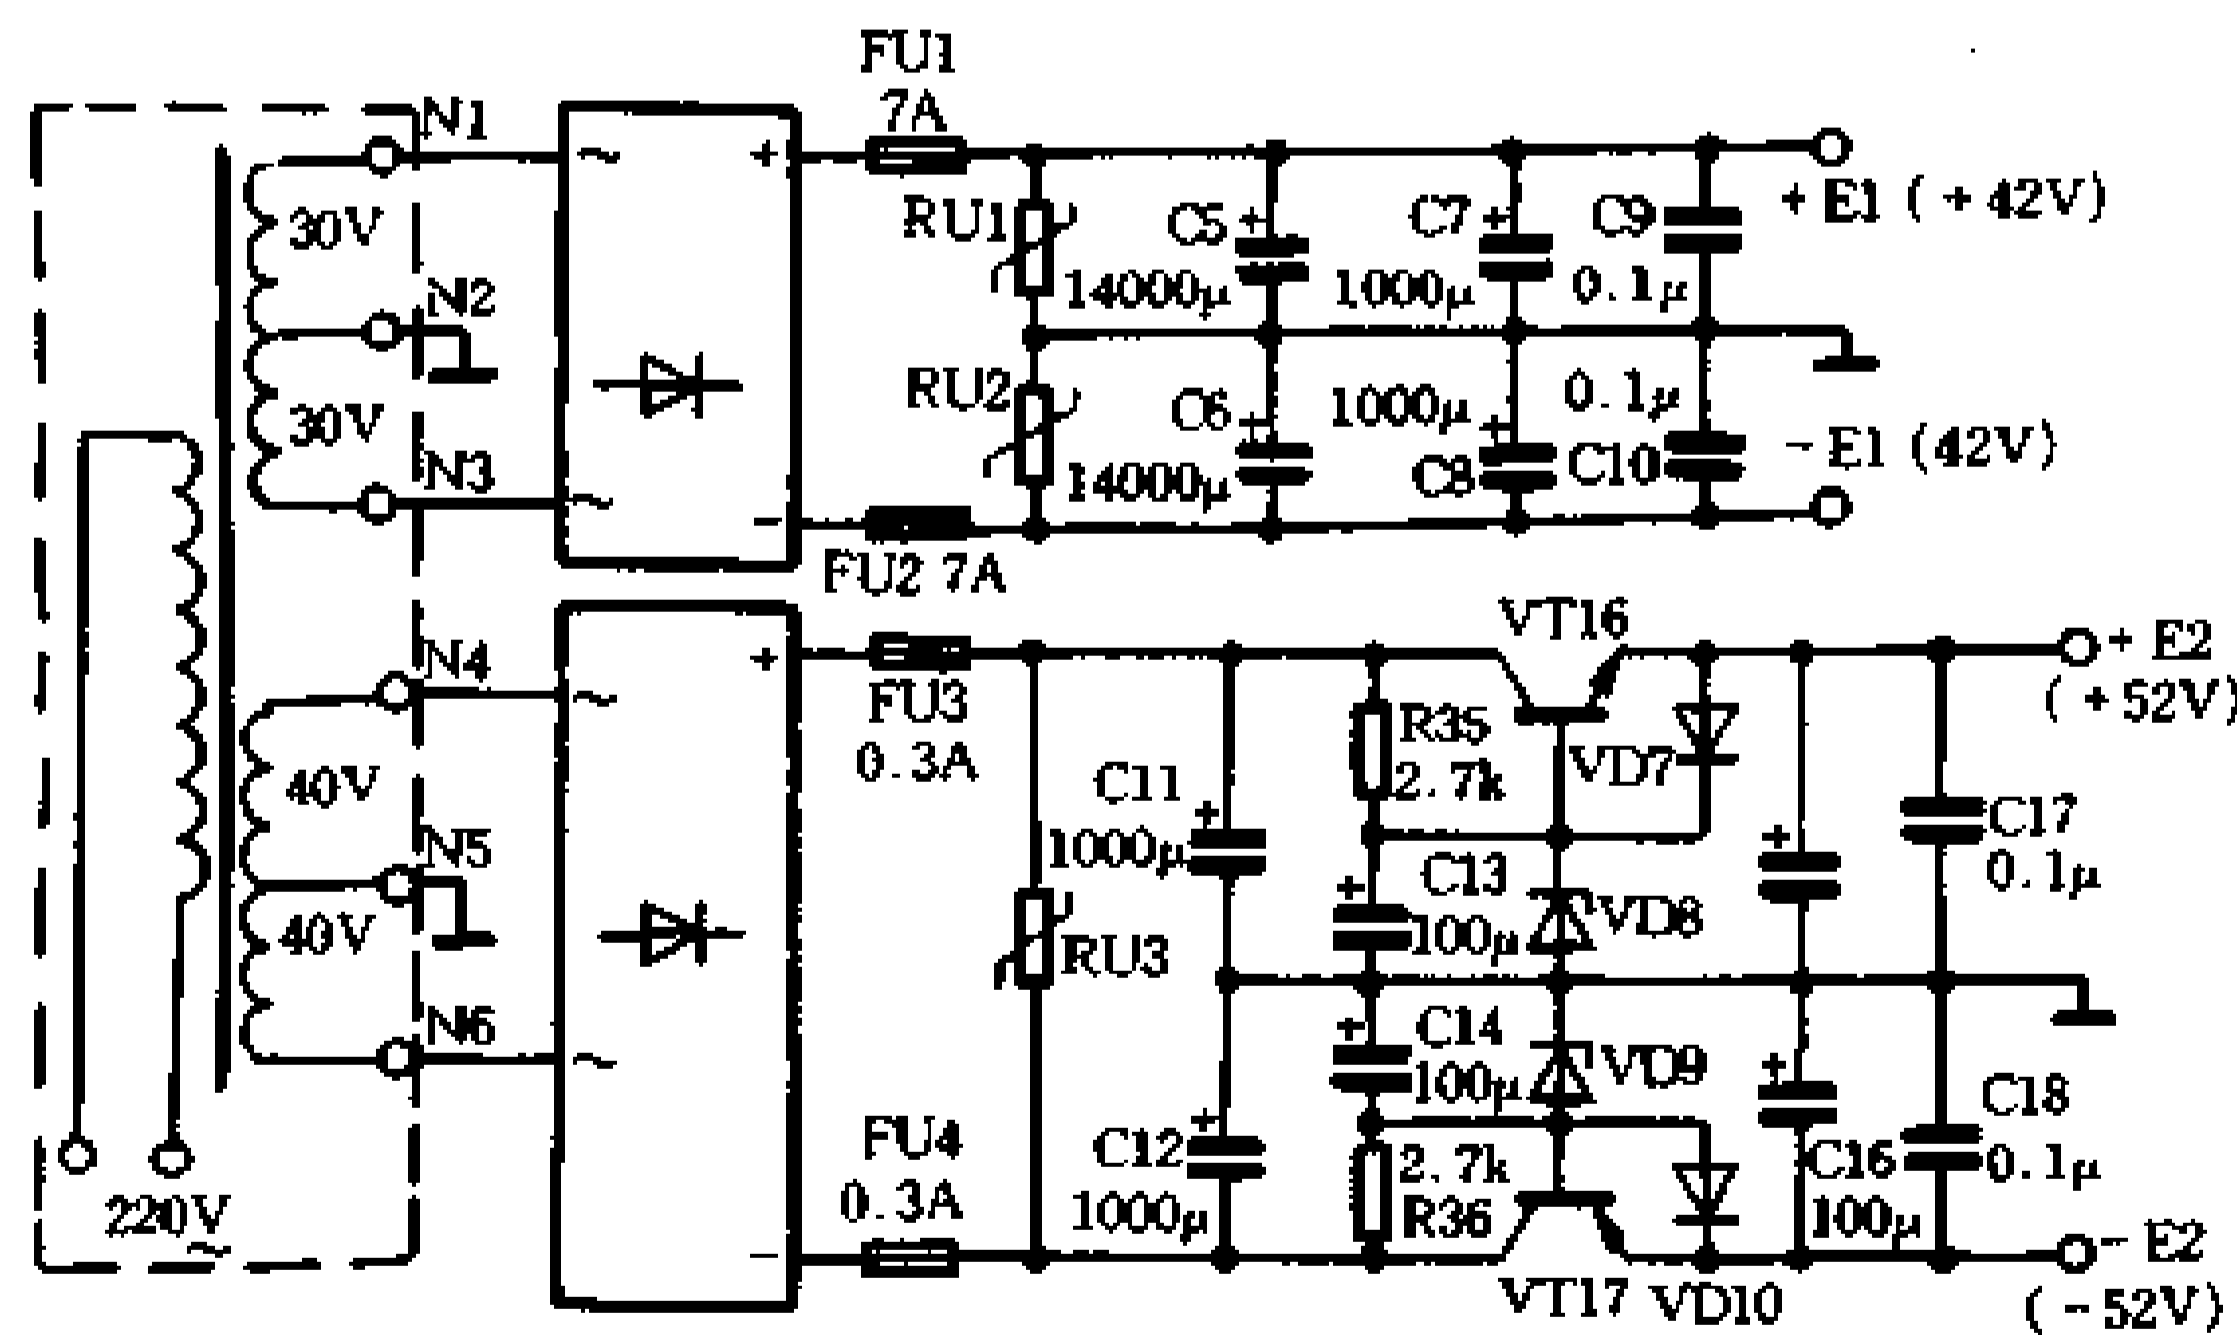 FU1
7A
N1
~
+
30V
RU1
C5
+
14000μ
C7
+
1000μ
C9
0.1μ
+ E1 ( + 42V)
N2
30V
RU2
C6
+
14000μ
1000μ
+
C8
0.1μ
C10
- E1 (42V)
N3
~
-
FU2 7A
VT16
N4
~
+
FU3
0.3A
+ E2
( + 52V)
R35
2.7k
VD7
40V
C11
+
1000μ
N5
C13
+
100μ
VD8
+
C17
0.1μ
40V
RU3
N6
~
C14
+
100μ
VD9
+
C18
0.1μ
FU4
0.3A
C12
+
1000μ
2.7k
R36
C16
100μ
220V
~
-
- E2
( - 52V)
VT17 VD10